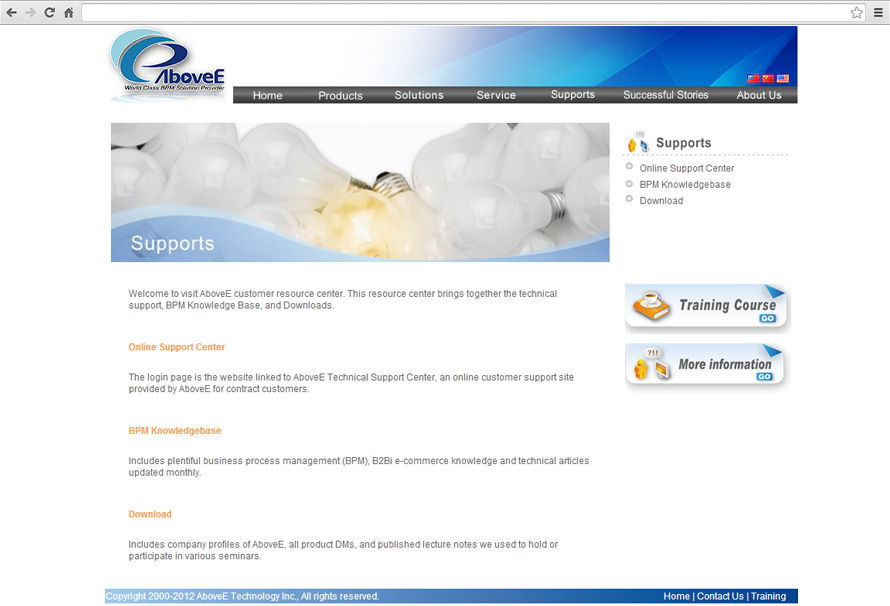 AboveE
World Class BPM Solution Provider
Home Products Solutions Service Supports Successful Stories About Us
Supports
Supports
Online Support Center
BPM Knowledgebase
Download
Welcome to visit AboveE customer resource center. This resource center brings together the technical
support, BPM Knowledge Base, and Downloads.
Online Support Center
The login page is the website linked to AboveE Technical Support Center, an online customer support site
provided by AboveE for contract customers.
BPM Knowledgebase
Includes plentiful business process management (BPM), B2Bi e-commerce knowledge and technical articles
updated monthly.
Download
Includes company profiles of AboveE, all product DMs, and published lecture notes we used to hold or
participate in various seminars.
Training Course
GO
?!!
More information
GO
Copyright 2000-2012 AboveE Technology Inc., All rights reserved.
Home | Contact Us | Training